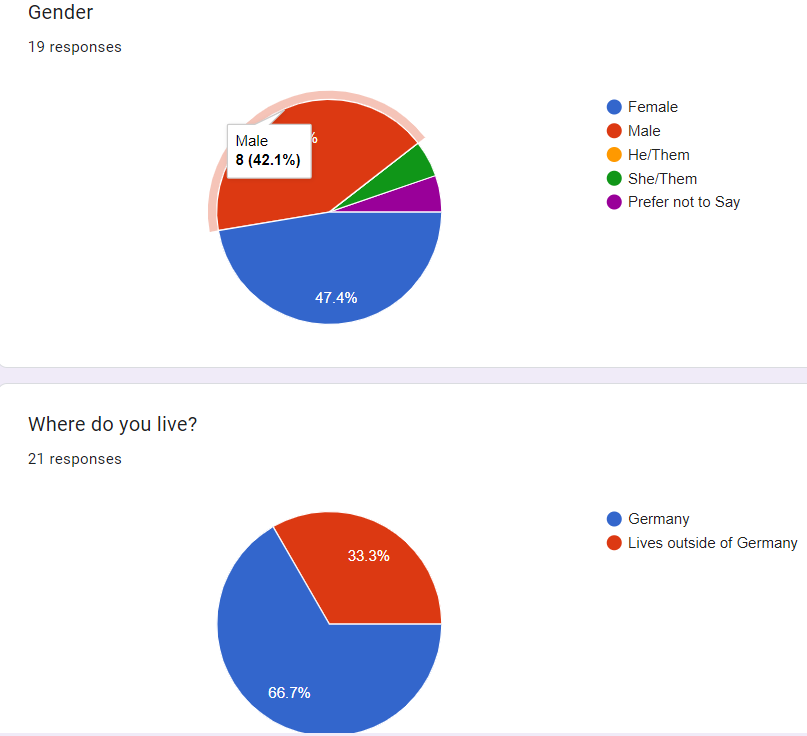 Gender
19 responses
Female
Male
He/Them
She/Them
Prefer not to Say
Male
8 (42.1%)
%
47.4%
Where do you live?
21 responses
Germany
Lives outside of Germany
33.3%
66.7%